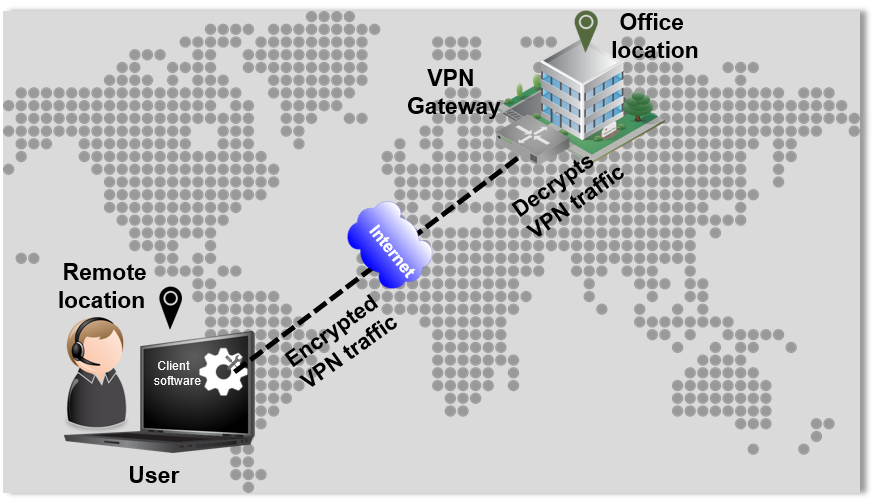 Office
location
VPN
Gateway
Decrypts
VPN traffic
Internet
Remote
location
Encrypted
VPN traffic
Client
software
User